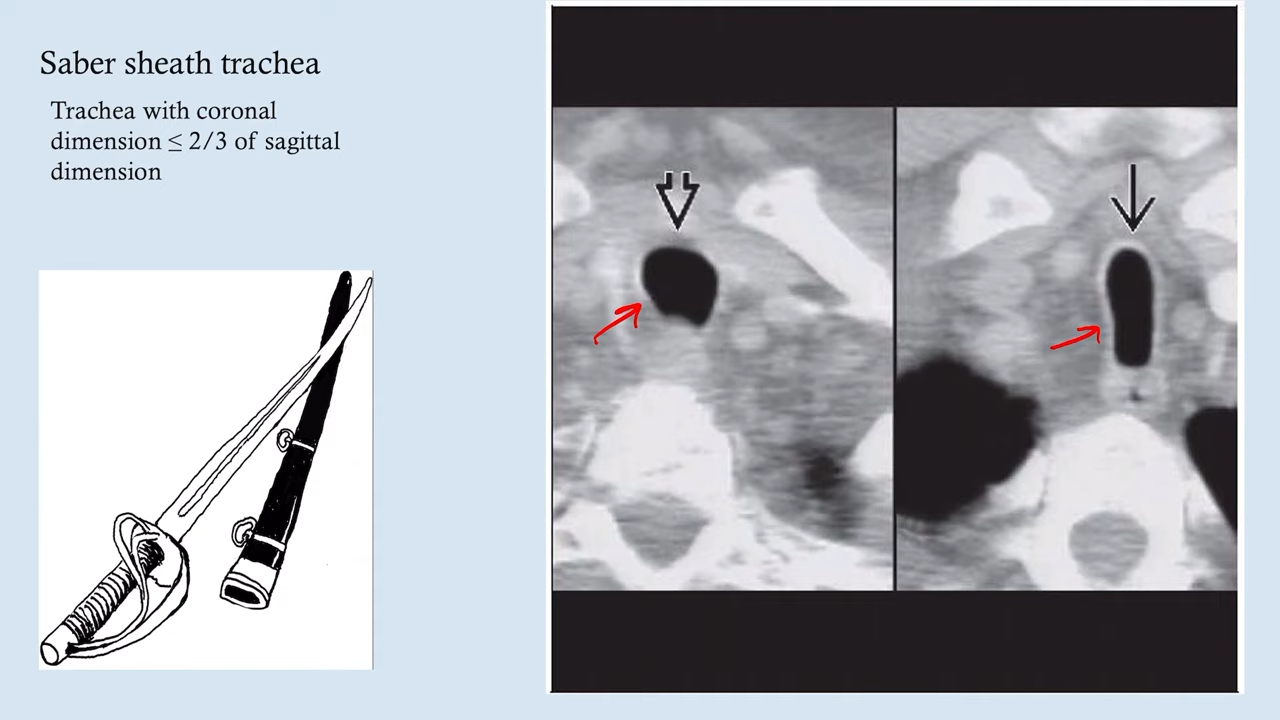 Saber sheath trachea
Trachea with coronal
dimension ≤ 2/3 of sagittal
dimension